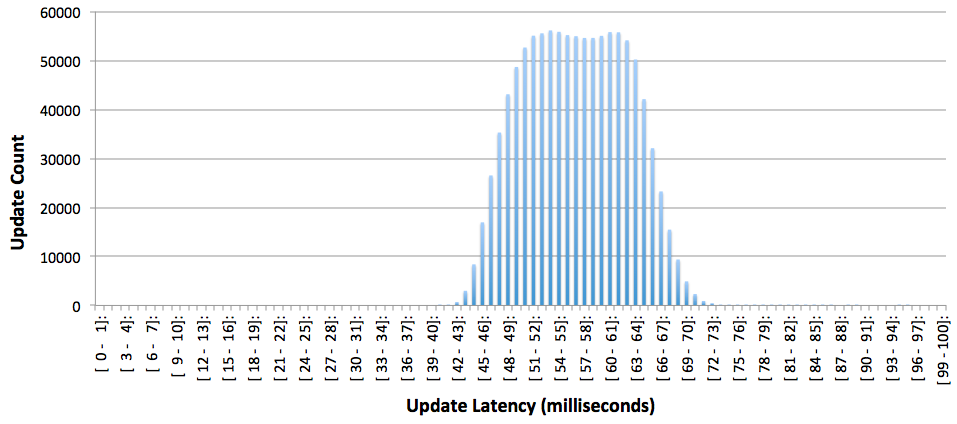 60000
50000
40000
30000
20000
10000
0
Update Count
[ 0 - 1]:
[ 3 - 4]:
[ 6 - 7]:
[ 9 - 10]:
[ 12 - 13]:
[ 15 - 16]:
[ 18 - 19]:
[ 21 - 22]:
[ 24 - 25]:
[ 27 - 28]:
[ 30 - 31]:
[ 33 - 34]:
[ 36 - 37]:
[ 39 - 40]:
[ 42 - 43]:
[ 45 - 46]:
[ 48 - 49]:
[ 51 - 52]:
[ 54 - 55]:
[ 57 - 58]:
[ 60 - 61]:
[ 63 - 64]:
[ 66 - 67]:
[ 69 - 70]:
[ 72 - 73]:
[ 75 - 76]:
[ 78 - 79]:
[ 81 - 82]:
[ 84 - 85]:
[ 87 - 88]:
[ 90 - 91]:
[ 93 - 94]:
[ 96 - 97]:
[ 99 - 100]:
Update Latency (milliseconds)